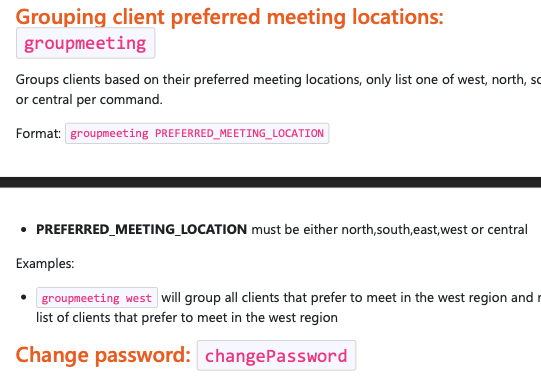 Grouping client preferred meeting locations:
groupmeeting
Groups clients based on their preferred meeting locations, only list one of west, north,
or central per command.
Format: groupmeeting PREFERRED_MEETING_LOCATION
• PREFERRED_MEETING_LOCATION must be either north,south,east,west or central
Examples:
• groupmeeting west will group all clients that prefer to meet in the west region and
list of clients that prefer to meet in the west region
Change password: changePassword